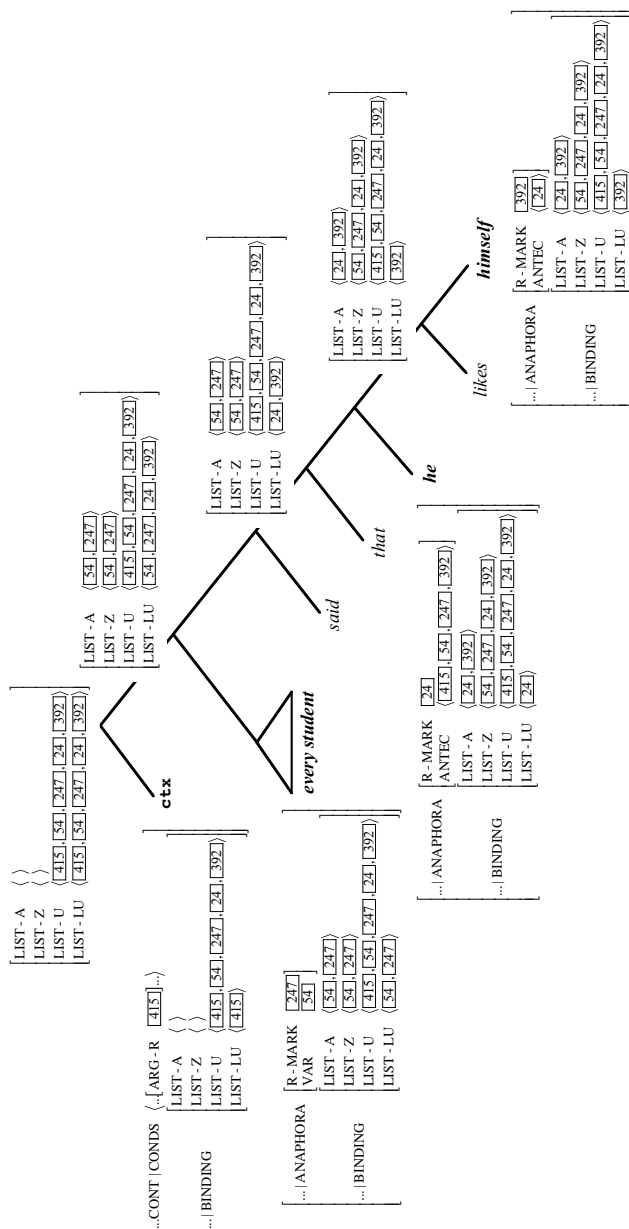 [LIST-A ⟨⟩
LIST-Z ⟨⟩
LIST-U ⟨415, 54, 247, 24, 392⟩
LIST-LU ⟨415, 54, 247, 24, 392⟩]
ctx
...CONT|CONDS ⟨...[ARG-R 415]...⟩
...|BINDING [LIST-A ⟨⟩
LIST-Z ⟨⟩
LIST-U ⟨415, 54, 247, 24, 392⟩
LIST-LU ⟨415⟩]
[LIST-A ⟨54, 247⟩
LIST-Z ⟨54, 247⟩
LIST-U ⟨415, 54, 247, 24, 392⟩
LIST-LU ⟨54, 247, 24, 392⟩]
every student
...|ANAPHORA [R-MARK 247
VAR 54]
...|BINDING [LIST-A ⟨54, 247⟩
LIST-Z ⟨54, 247⟩
LIST-U ⟨415, 54, 247, 24, 392⟩
LIST-LU ⟨54, 247⟩]
said
[LIST-A ⟨54, 247⟩
LIST-Z ⟨54, 247⟩
LIST-U ⟨415, 54, 247, 24, 392⟩
LIST-LU ⟨24, 392⟩]
that
he
...|ANAPHORA [R-MARK 24
ANTEC ⟨415, 54, 247, 392⟩]
...|BINDING [LIST-A ⟨24, 392⟩
LIST-Z ⟨54, 247, 24, 392⟩
LIST-U ⟨415, 54, 247, 24, 392⟩
LIST-LU ⟨24⟩]
[LIST-A ⟨24, 392⟩
LIST-Z ⟨54, 247, 24, 392⟩
LIST-U ⟨415, 54, 247, 24, 392⟩
LIST-LU ⟨392⟩]
likes
himself
...|ANAPHORA [R-MARK 392
ANTEC ⟨24⟩]
...|BINDING [LIST-A ⟨24, 392⟩
LIST-Z ⟨54, 247, 24, 392⟩
LIST-U ⟨415, 54, 247, 24, 392⟩
LIST-LU ⟨392⟩]